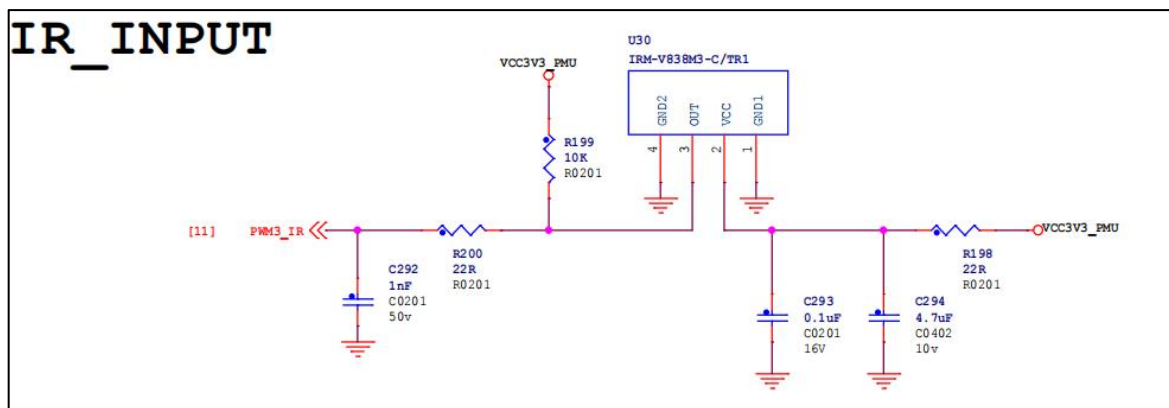 IR_INPUT
U30
IRM-V838M3-C/TR1
VCC3V3_PMU
GND2
OUT
VCC
GND1
4
3
2
1
R199
10K
R0201
[11] PWM3_IR
R200
22R
R0201
C292
1nF
C0201
50v
VCC3V3_PMU
R198
22R
R0201
C293
0.1uF
C0201
16V
C294
4.7uF
C0402
10v